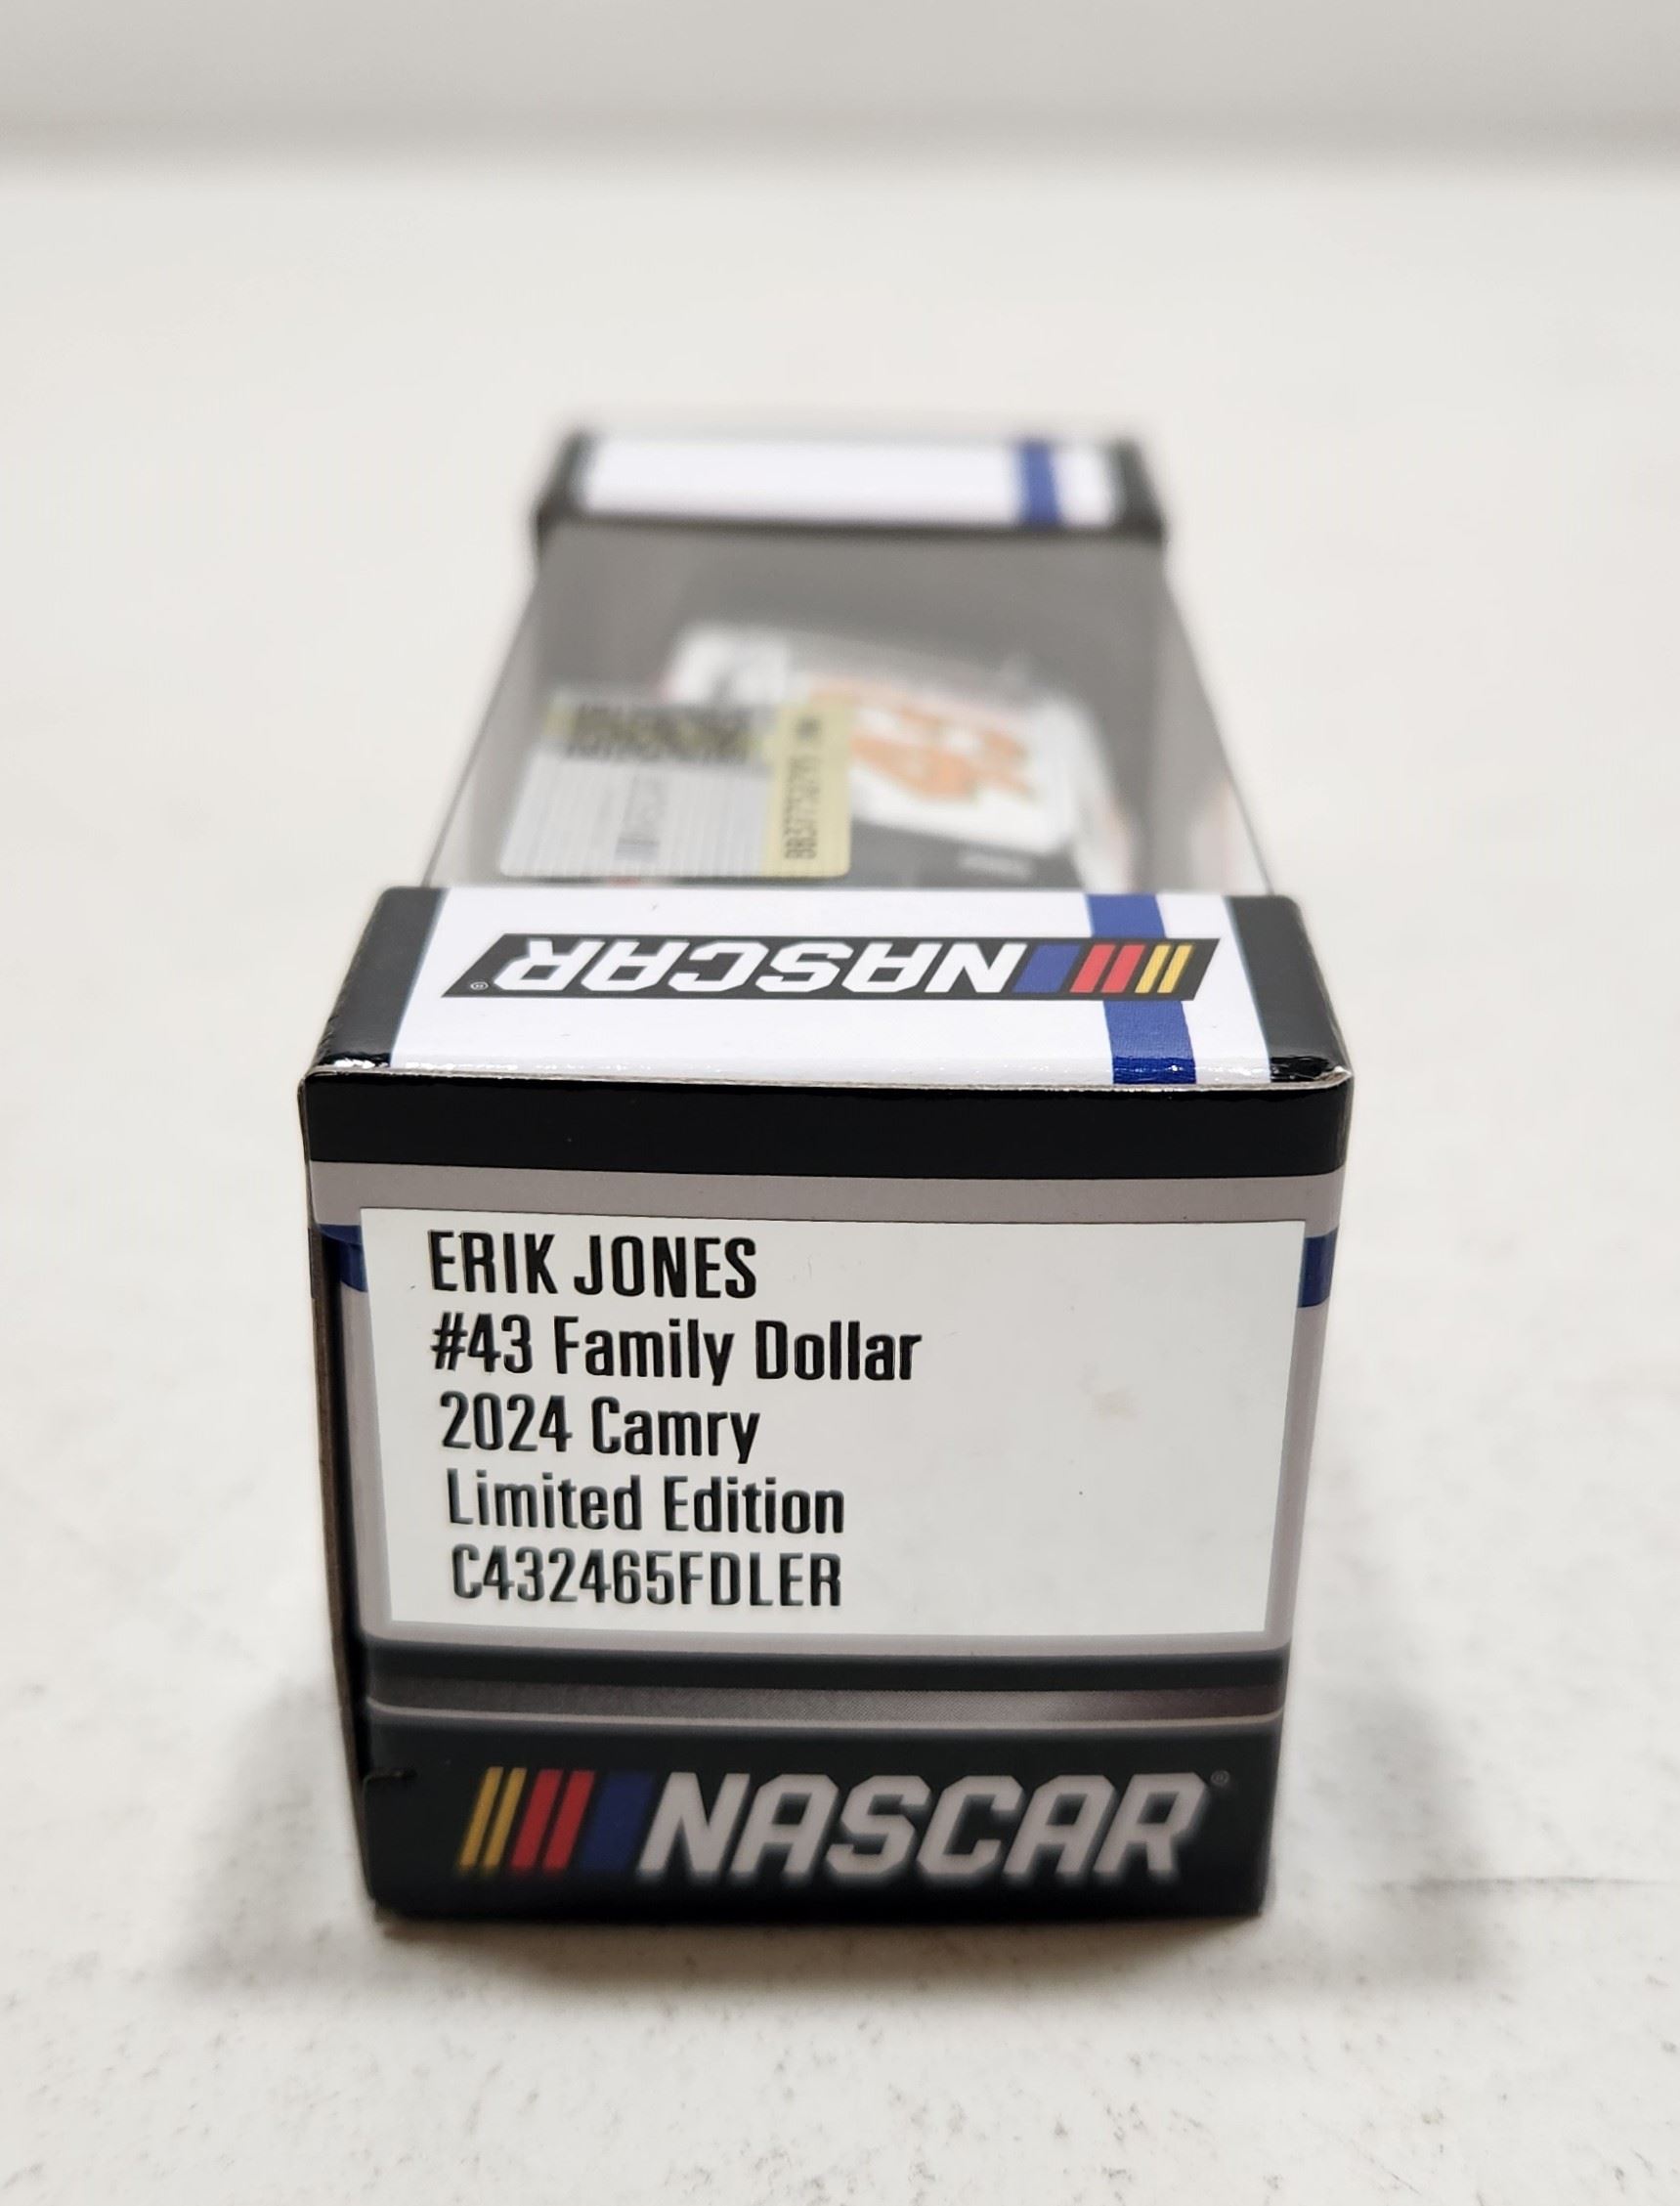 NASCAR
ERIK JONES
#43 Family Dollar
2024 Camry
Limited Edition
C432465FDLER
NASCAR®